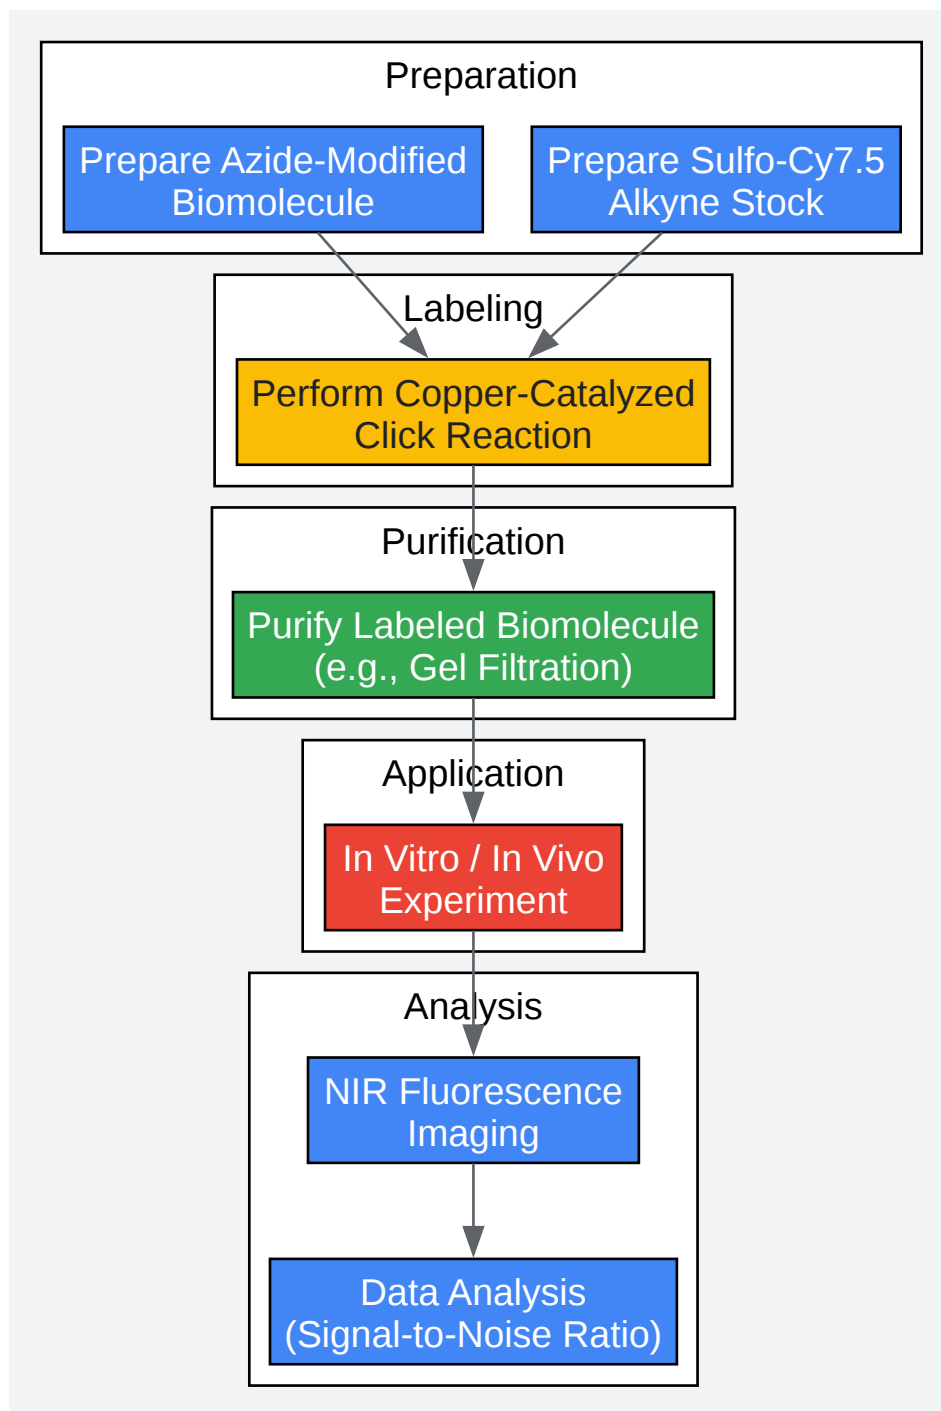 Preparation
Prepare Azide-Modified
Biomolecule
Prepare Sulfo-Cy7.5
Alkyne Stock
Labeling
Perform Copper-Catalyzed
Click Reaction
Purification
Purify Labeled Biomolecule
(e.g., Gel Filtration)
Application
In Vitro / In Vivo
Experiment
Analysis
NIR Fluorescence
Imaging
Data Analysis
(Signal-to-Noise Ratio)